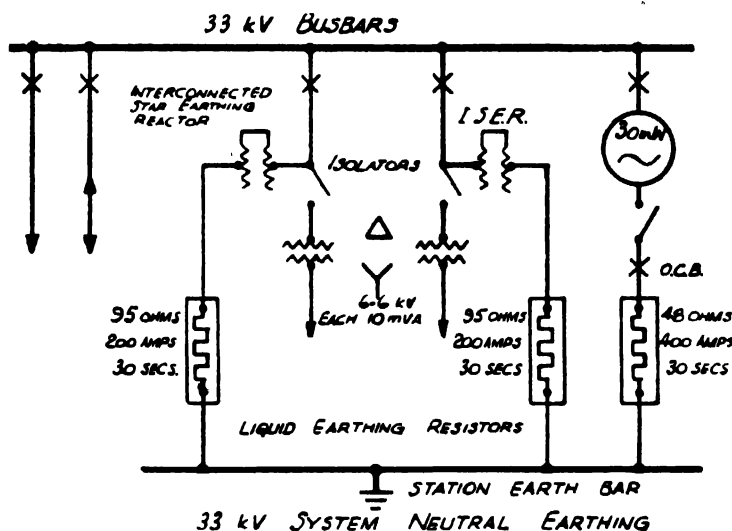 33 kV BUSBARS
INTERCONNECTED
STAR EARTHING
REACTOR
I.S.E.R.
30mW
ISOLATORS
O.C.B.
6.6 kV
EACH 10mVA
95 OHMS
200 AMPS
30 SECS.
95 OHMS
200 AMPS
30 SECS
48 OHMS
400 AMPS
30 SECS
LIQUID EARTHING RESISTORS
STATION EARTH BAR
33 kV SYSTEM NEUTRAL EARTHING